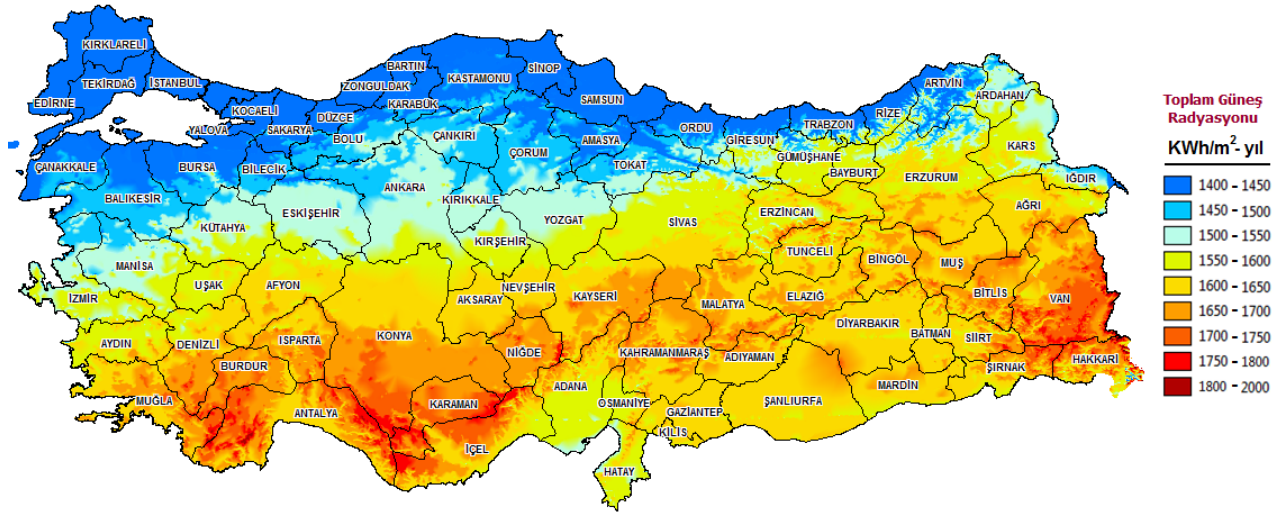 KIRKLARELİ
TEKİRDAĞ
İSTANBUL
EDİRNE
KOCAELİ
YALOVA
SAKARYA
DÜZCE
ZONGULDAK
BARTIN
KARABÜK
KASTAMONU
SİNOP
SAMSUN
ORDU
GİRESUN
TRABZON
RİZE
ARTVİN
ARDAHAN
ÇANAKKALE
BURSA
BİLECİK
BOLU
ÇANKIRI
ÇORUM
AMASYA
TOKAT
GÜMÜŞHANE
BAYBURT
ERZURUM
KARS
IĞDIR
BALIKESİR
KÜTAHYA
ESKİŞEHİR
ANKARA
KIRIKKALE
YOZGAT
SİVAS
ERZİNCAN
AĞRI
MANİSA
KIRŞEHİR
TUNCELİ
BİNGÖL
MUŞ
İZMİR
UŞAK
AFYON
AKSARAY
NEVŞEHİR
KAYSERİ
MALATYA
ELAZIĞ
BİTLİS
VAN
AYDIN
DENİZLİ
ISPARTA
KONYA
NİĞDE
KAHRAMANMARAŞ
ADIYAMAN
DİYARBAKIR
BATMAN
SİİRT
HAKKARİ
BURDUR
ŞIRNAK
MUĞLA
ANTALYA
KARAMAN
ADANA
OSMANİYE
GAZİANTEP
ŞANLIURFA
MARDİN
İÇEL
KİLİS
HATAY
Toplam Güneş
Radyasyonu
KWh/m²- yıl
1400 - 1450
1450 - 1500
1500 - 1550
1550 - 1600
1600 - 1650
1650 - 1700
1700 - 1750
1750 - 1800
1800 - 2000